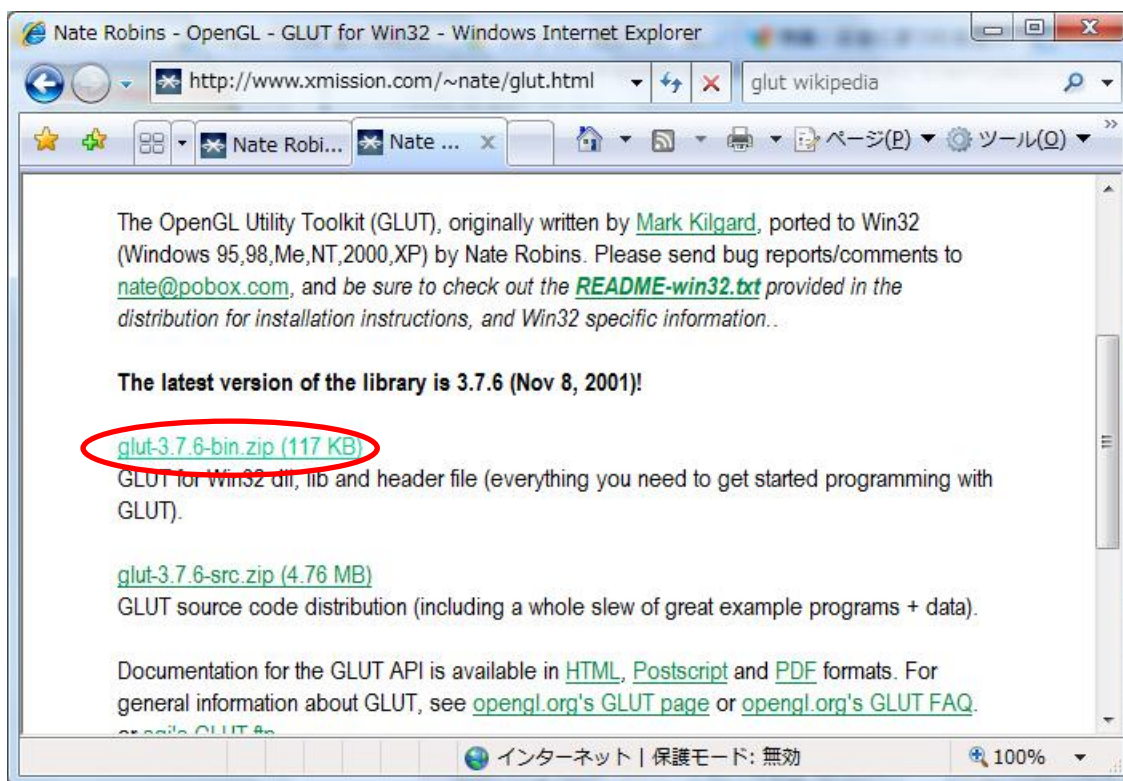 Nate Robins - OpenGL - GLUT for Win32 - Windows Internet Explorer
http://www.xmission.com/~nate/glut.html
glut wikipedia
Nate Robi...
Nate ...
ページ(P)
ツール(O)
The OpenGL Utility Toolkit (GLUT), originally written by Mark Kilgard, ported to Win32
(Windows 95,98,Me,NT,2000,XP) by Nate Robins. Please send bug reports/comments to
nate@pobox.com, and be sure to check out the README-win32.txt provided in the
distribution for installation instructions, and Win32 specific information..
The latest version of the library is 3.7.6 (Nov 8, 2001)!
glut-3.7.6-bin.zip (117 KB)
GLUT for Win32 dll, lib and header file (everything you need to get started programming with
GLUT).
glut-3.7.6-src.zip (4.76 MB)
GLUT source code distribution (including a whole slew of great example programs + data).
Documentation for the GLUT API is available in HTML, Postscript and PDF formats. For
general information about GLUT, see opengl.org's GLUT page or opengl.org's GLUT FAQ.
or sgi's GLUT ftp
インターネット | 保護モード: 無効
100%